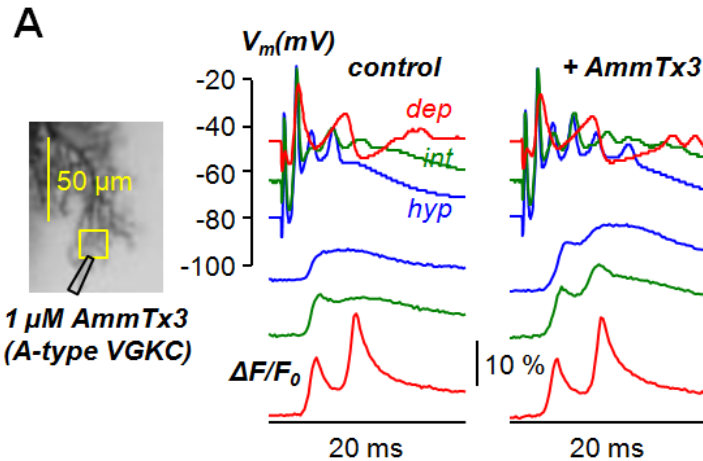 A
Vm(mV)
control
+ AmmTx3
-20
-40
-60
-80
-100
dep
int
hyp
50 µm
1 µM AmmTx3
(A-type VGKC)
ΔF/F0
10 %
20 ms
20 ms